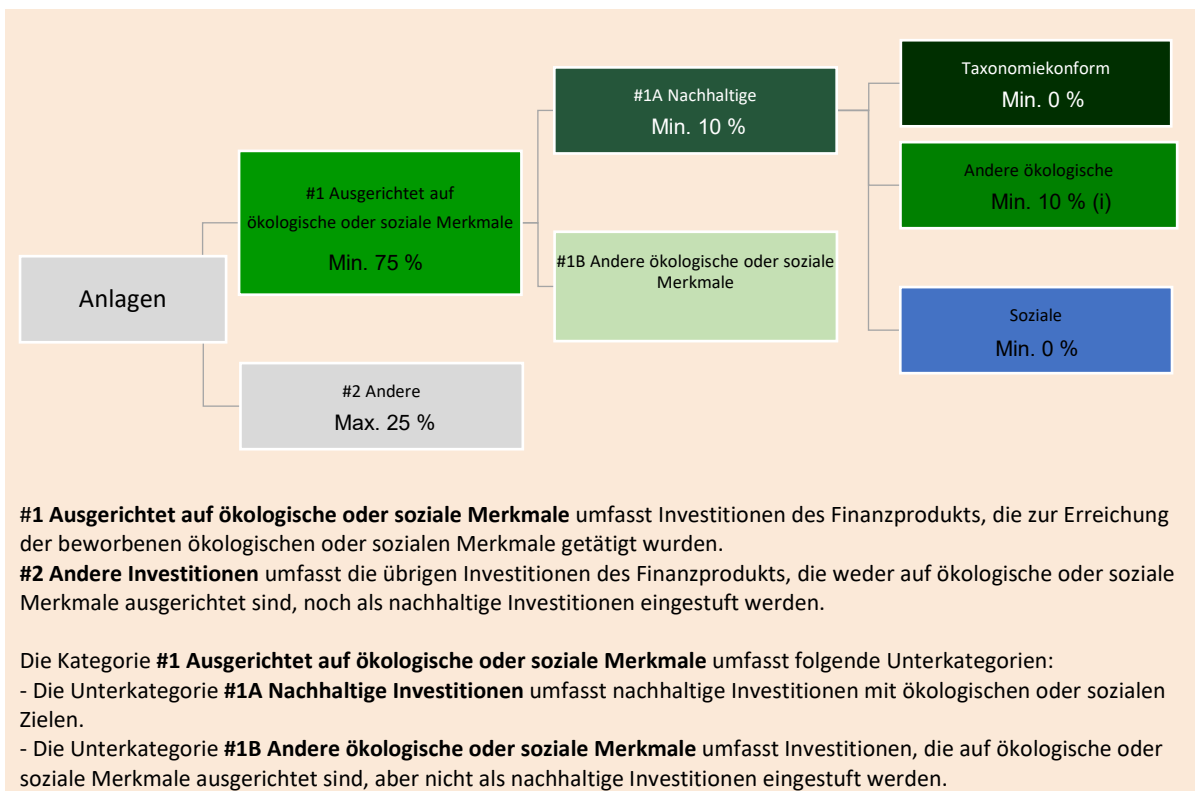 Taxonomiekonform
Min. 0 %
#1A Nachhaltige
Min. 10 %
Andere ökologische
Min. 10 % (i)
#1 Ausgerichtet auf
ökologische oder soziale Merkmale
Min. 75 %
#1B Andere ökologische oder soziale
Merkmale
Anlagen
Soziale
Min. 0 %
#2 Andere
Max. 25 %
#1 Ausgerichtet auf ökologische oder soziale Merkmale umfasst Investitionen des Finanzprodukts, die zur Erreichung
der beworbenen ökologischen oder sozialen Merkmale getätigt wurden.
#2 Andere Investitionen umfasst die übrigen Investitionen des Finanzprodukts, die weder auf ökologische oder soziale
Merkmale ausgerichtet sind, noch als nachhaltige Investitionen eingestuft werden.
Die Kategorie #1 Ausgerichtet auf ökologische oder soziale Merkmale umfasst folgende Unterkategorien:
- Die Unterkategorie #1A Nachhaltige Investitionen umfasst nachhaltige Investitionen mit ökologischen oder sozialen
Zielen.
- Die Unterkategorie #1B Andere ökologische oder soziale Merkmale umfasst Investitionen, die auf ökologische oder
soziale Merkmale ausgerichtet sind, aber nicht als nachhaltige Investitionen eingestuft werden.